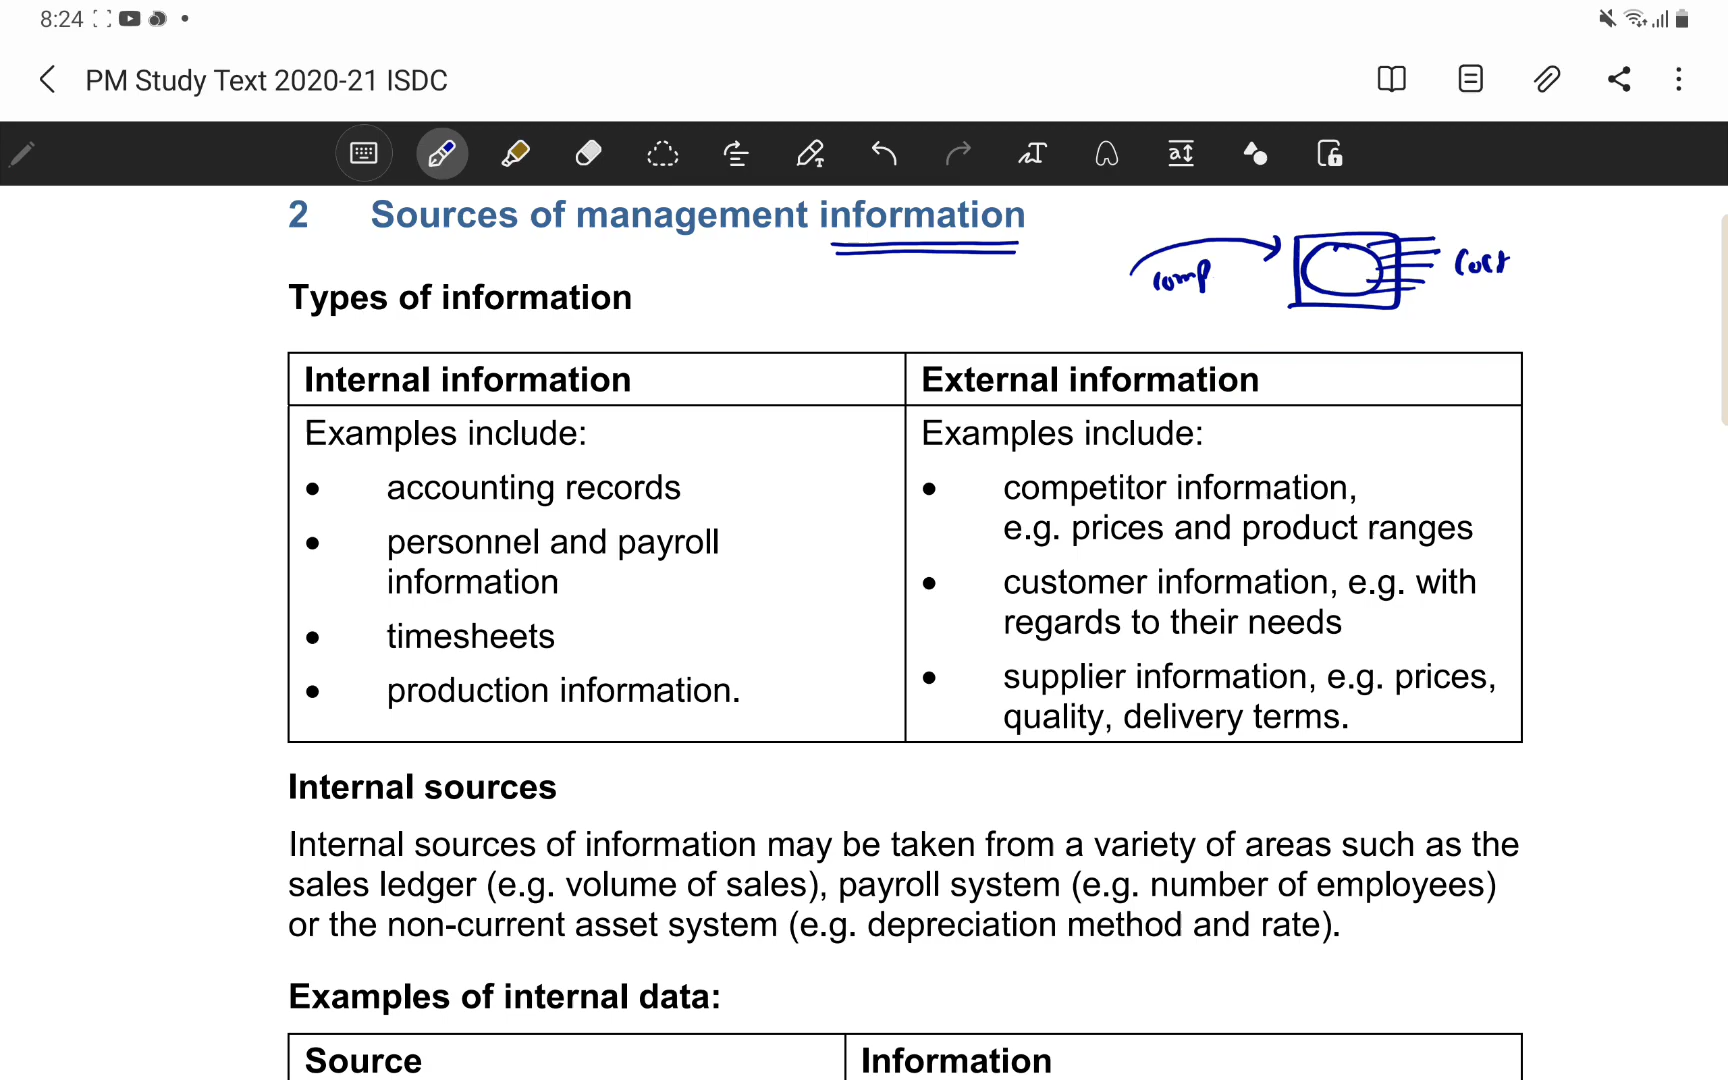 8:24
PM Study Text 2020-21 ISDC
2 Sources of management information
comp
Cost
Types of information
Internal information
External information
Examples include:
• accounting records
• personnel and payroll
information
• timesheets
• production information.
Examples include:
• competitor information,
e.g. prices and product ranges
• customer information, e.g. with
regards to their needs
• supplier information, e.g. prices,
quality, delivery terms.
Internal sources
Internal sources of information may be taken from a variety of areas such as the
sales ledger (e.g. volume of sales), payroll system (e.g. number of employees)
or the non-current asset system (e.g. depreciation method and rate).
Examples of internal data:
Source
Information